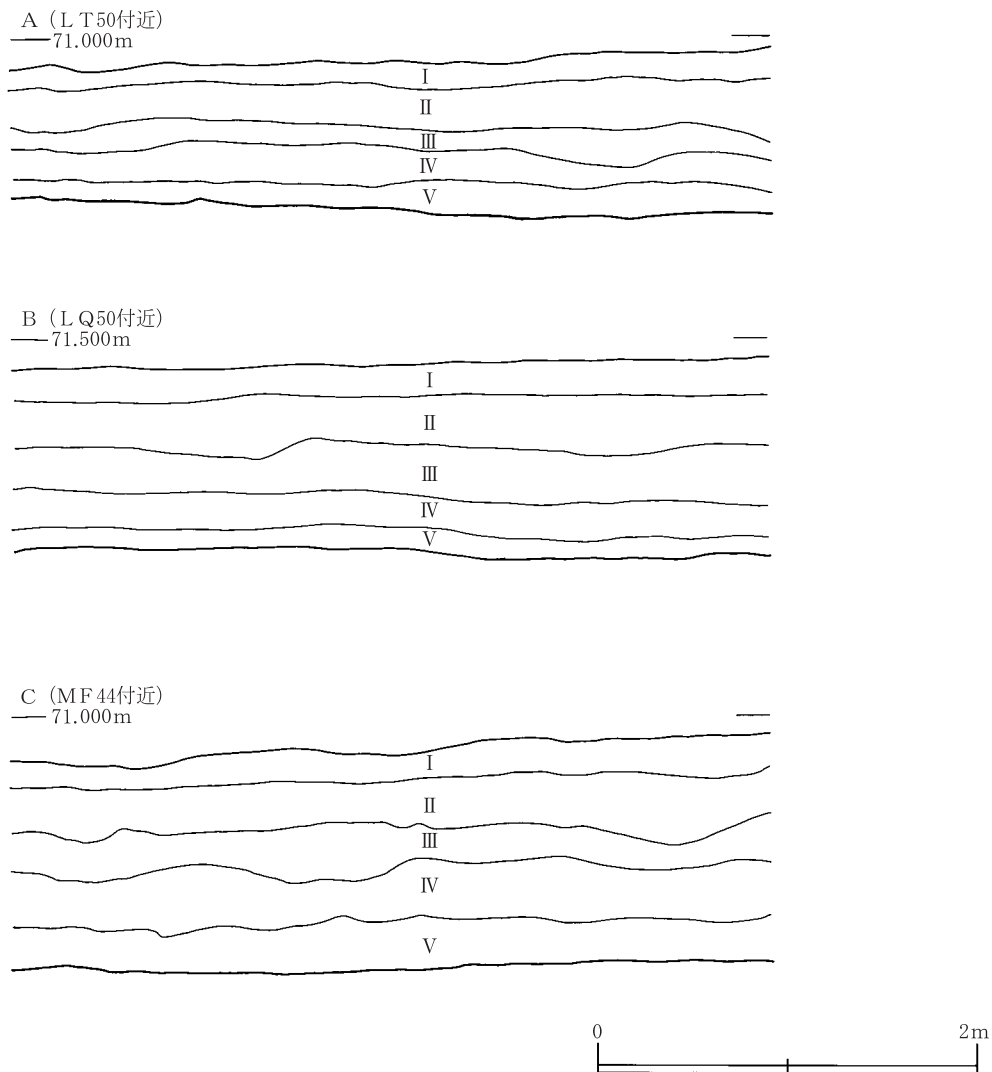 A（LT50付近）
71.000m
Ⅰ
Ⅱ
Ⅲ
Ⅳ
Ⅴ
B（LQ50付近）
71.500m
Ⅰ
Ⅱ
Ⅲ
Ⅳ
Ⅴ
C（MF44付近）
71.000m
Ⅰ
Ⅱ
Ⅲ
Ⅳ
Ⅴ
0 2m